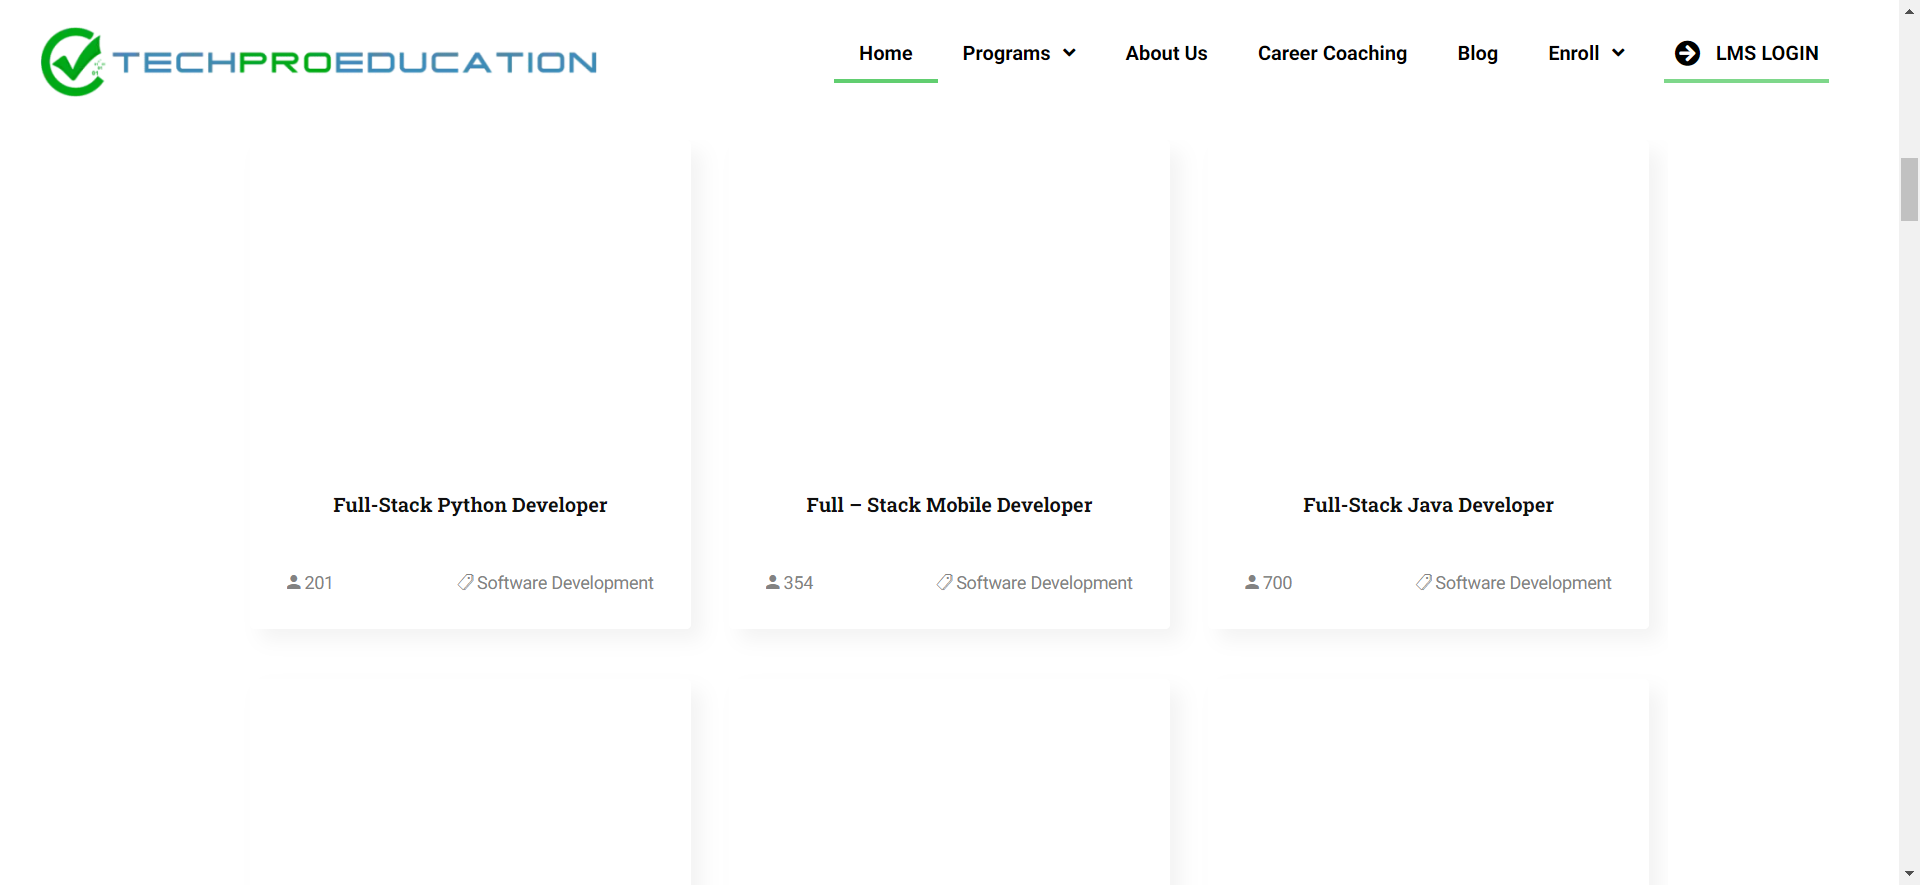 TECHPROEDUCATION
Home Programs About Us Career Coaching Blog Enroll LMS LOGIN
Full-Stack Python Developer
201 Software Development
Full – Stack Mobile Developer
354 Software Development
Full-Stack Java Developer
700 Software Development